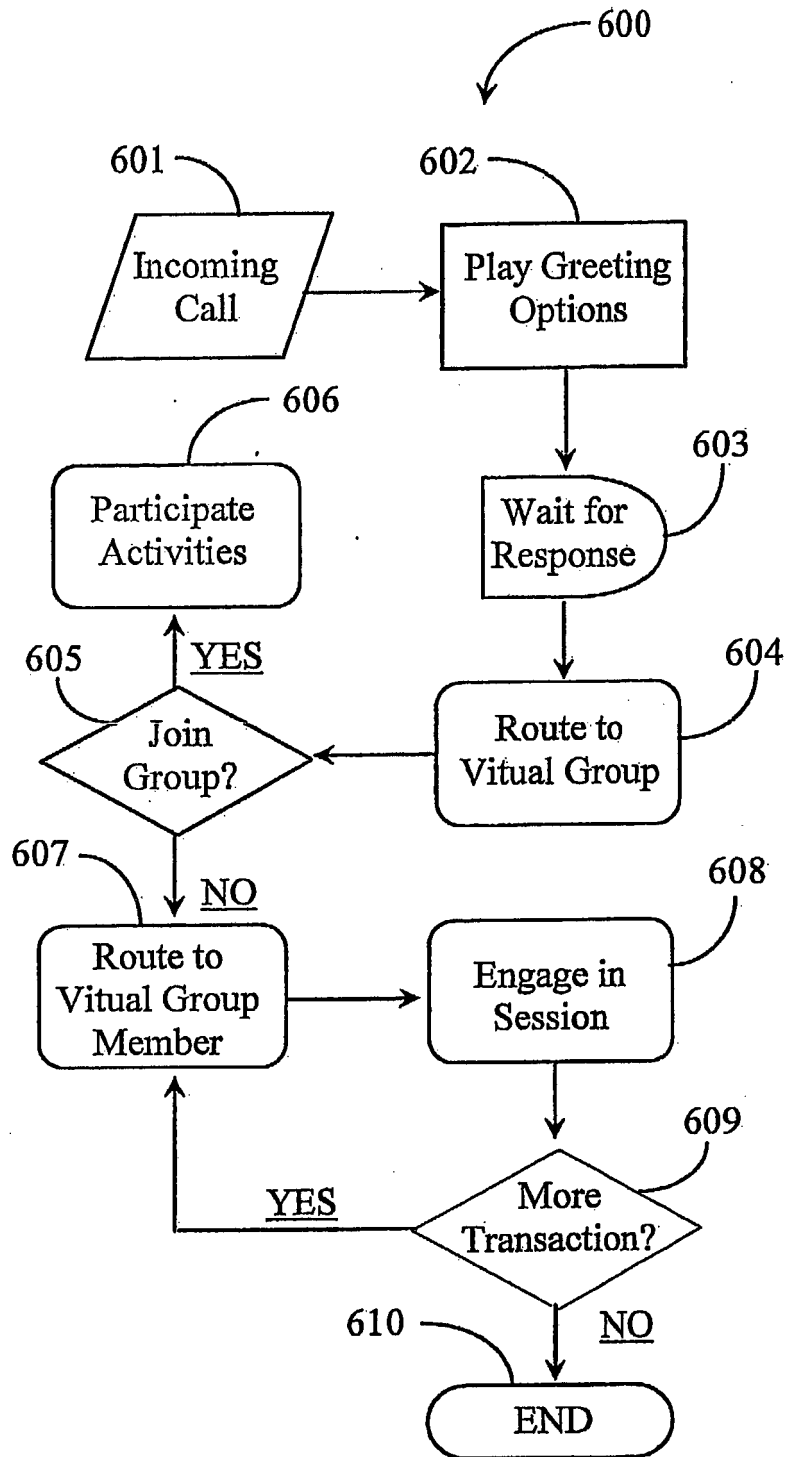 600
601
602
Incoming
Call
Play Greeting
Options
606
603
Participate
Activities
Wait for
Response
605
YES
604
Join
Group?
Route to
Vitual Group
607
NO
608
Route to
Vitual Group
Member
Engage in
Session
609
YES
More
Transaction?
610
NO
END